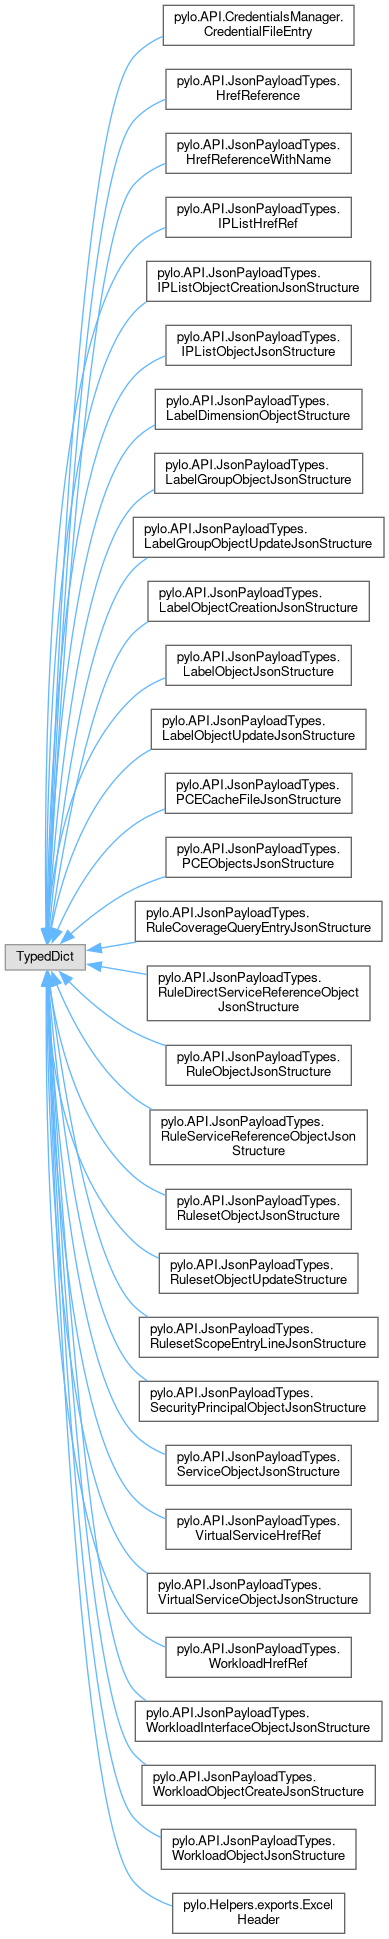 pylo.API.CredentialsManager.
CredentialFileEntry
pylo.API.JsonPayloadTypes.
HrefReference
pylo.API.JsonPayloadTypes.
HrefReferenceWithName
pylo.API.JsonPayloadTypes.
IPListHrefRef
pylo.API.JsonPayloadTypes.
IPListObjectCreationJsonStructure
pylo.API.JsonPayloadTypes.
IPListObjectJsonStructure
pylo.API.JsonPayloadTypes.
LabelDimensionObjectStructure
pylo.API.JsonPayloadTypes.
LabelGroupObjectJsonStructure
pylo.API.JsonPayloadTypes.
LabelGroupObjectUpdateJsonStructure
pylo.API.JsonPayloadTypes.
LabelObjectCreationJsonStructure
pylo.API.JsonPayloadTypes.
LabelObjectJsonStructure
pylo.API.JsonPayloadTypes.
LabelObjectUpdateJsonStructure
pylo.API.JsonPayloadTypes.
PCECacheFileJsonStructure
pylo.API.JsonPayloadTypes.
PCEObjectsJsonStructure
pylo.API.JsonPayloadTypes.
RuleCoverageQueryEntryJsonStructure
TypedDict
pylo.API.JsonPayloadTypes.
RuleDirectServiceReferenceObject
JsonStructure
pylo.API.JsonPayloadTypes.
RuleObjectJsonStructure
pylo.API.JsonPayloadTypes.
RuleServiceReferenceObjectJson
Structure
pylo.API.JsonPayloadTypes.
RulesetObjectJsonStructure
pylo.API.JsonPayloadTypes.
RulesetObjectUpdateStructure
pylo.API.JsonPayloadTypes.
RulesetScopeEntryLineJsonStructure
pylo.API.JsonPayloadTypes.
SecurityPrincipalObjectJsonStructure
pylo.API.JsonPayloadTypes.
ServiceObjectJsonStructure
pylo.API.JsonPayloadTypes.
VirtualServiceHrefRef
pylo.API.JsonPayloadTypes.
VirtualServiceObjectJsonStructure
pylo.API.JsonPayloadTypes.
WorkloadHrefRef
pylo.API.JsonPayloadTypes.
WorkloadInterfaceObjectJsonStructure
pylo.API.JsonPayloadTypes.
WorkloadObjectCreateJsonStructure
pylo.API.JsonPayloadTypes.
WorkloadObjectJsonStructure
pylo.Helpers.exports.Excel
Header